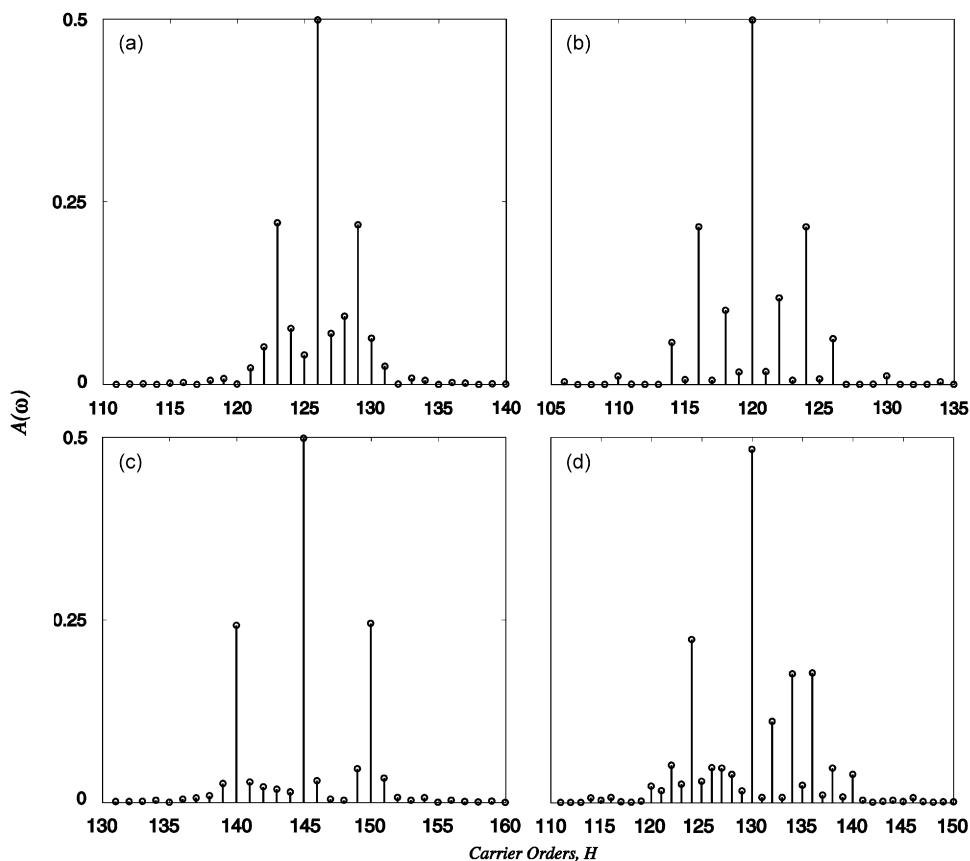 0.5
(a)
(b)
0.25
0
110 115 120 125 130 135 140
105 110 115 120 125 130 135
A(ω)
0.5
(c)
(d)
0.25
0
130 135 140 145 150 155 160
110 115 120 125 130 135 140 145 150
Carrier Orders, H